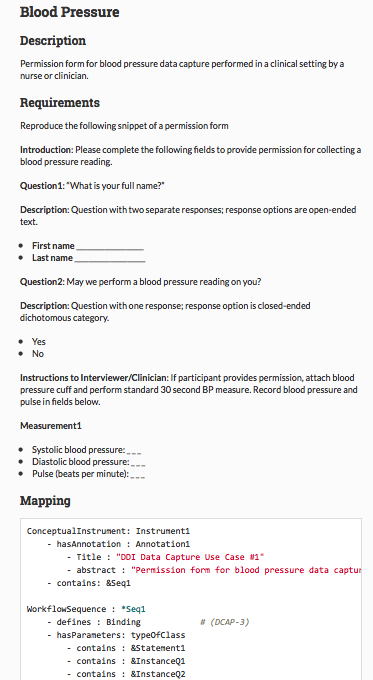 Blood Pressure
Description
Permission form for blood pressure data capture performed in a clinical setting by a
nurse or clinician.
Requirements
Reproduce the following snippet of a permission form
Introduction: Please complete the following fields to provide permission for collecting a
blood pressure reading.
Question1: "What is your full name?"
Description: Question with two separate responses; response options are open-ended
text.
• First name_______________
• Last name_______________
Question2: May we perform a blood pressure reading on you?
Description: Question with one response; response option is closed-ended
dichotomous category.
• Yes
• No
Instructions to Interviewer/Clinician: If participant provides permission, attach blood
pressure cuff and perform standard 30 second BP measure. Record blood pressure and
pulse in fields below.
Measurement1
• Systolic blood pressure:___
• Diastolic blood pressure:___
• Pulse (beats per minute):___
Mapping
ConceptualInstrument: Instrument1
- hasAnnotation : Annotation1
- Title : "DDI Data Capture Use Case #1"
- abstract : "Permission form for blood pressure data captur
- contains: &Seq1
WorkflowSequence : *Seq1
- defines : Binding # (DCAP-3)
- hasParameters: typeOfClass
- contains : &Statement1
- contains : &InstanceQ1
- contains : &InstanceQ2